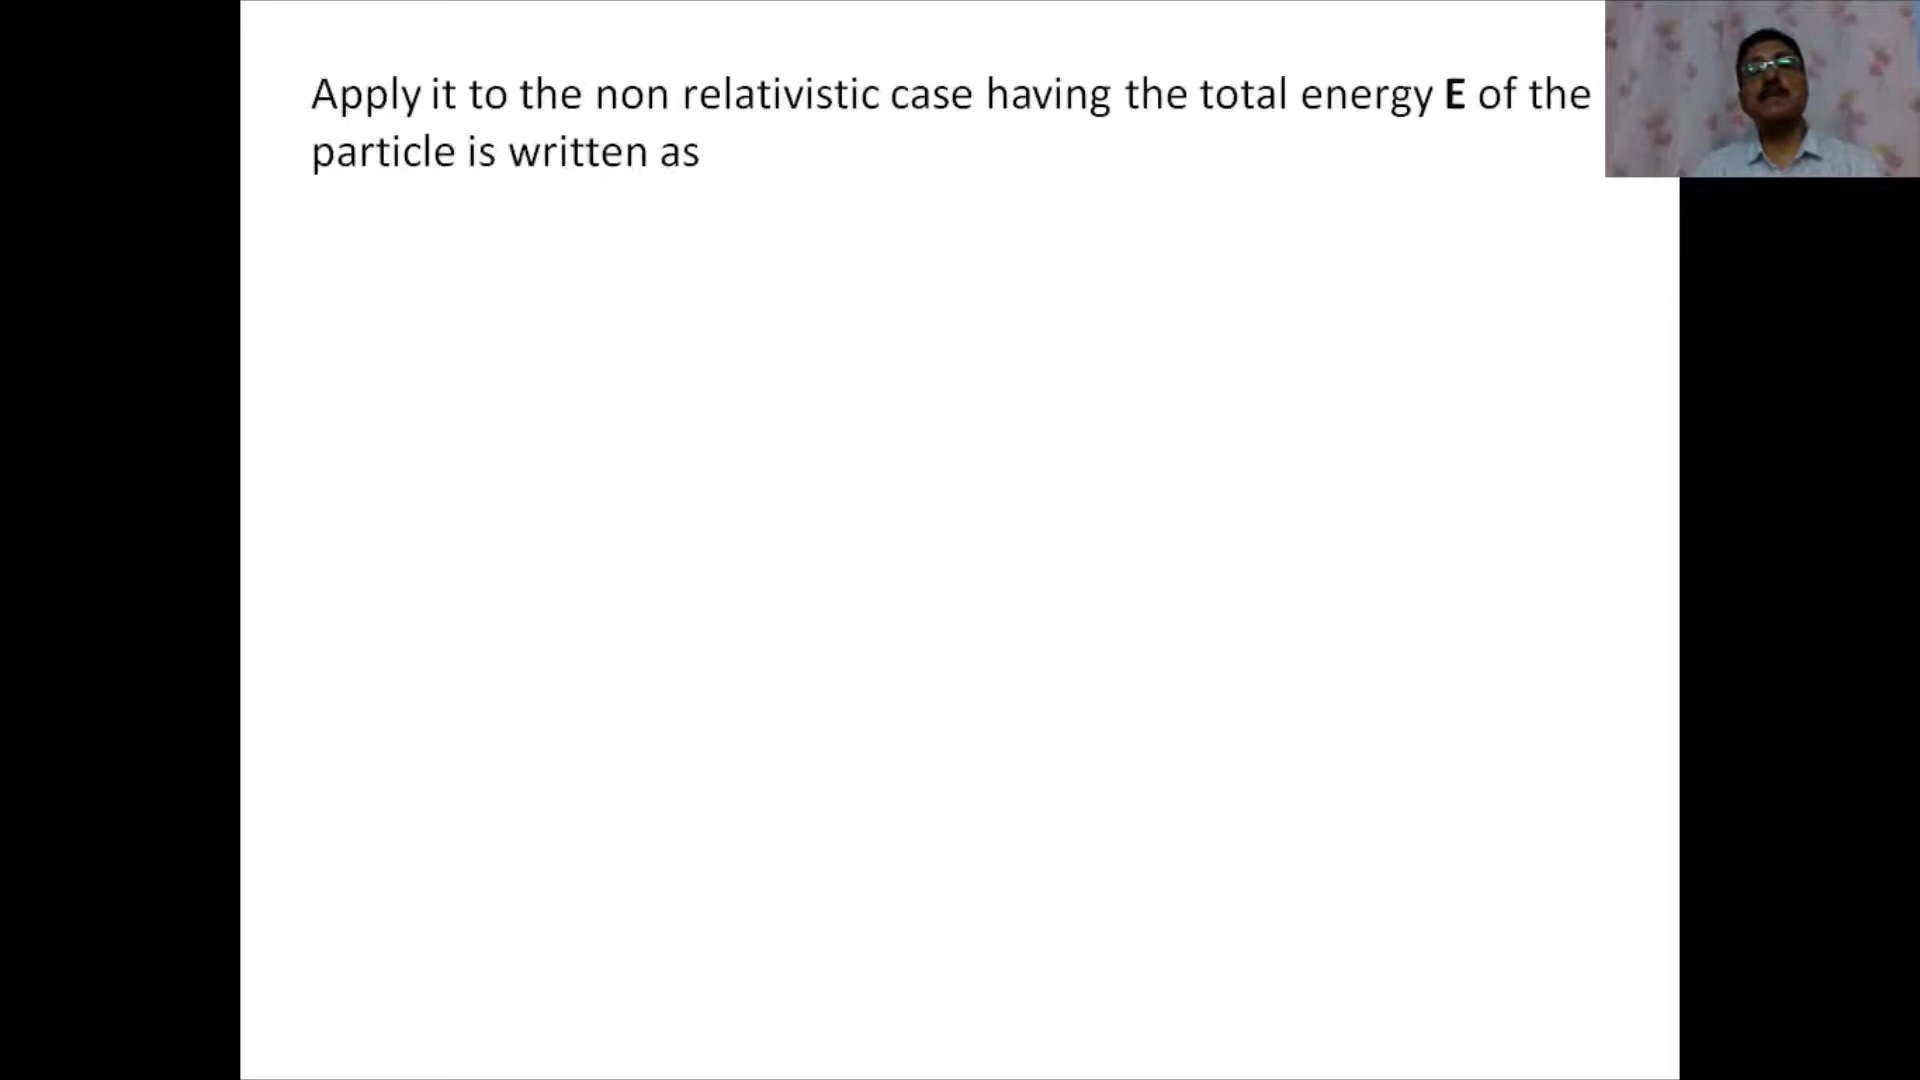 Apply it to the non relativistic case having the total energy E of the
particle is written as